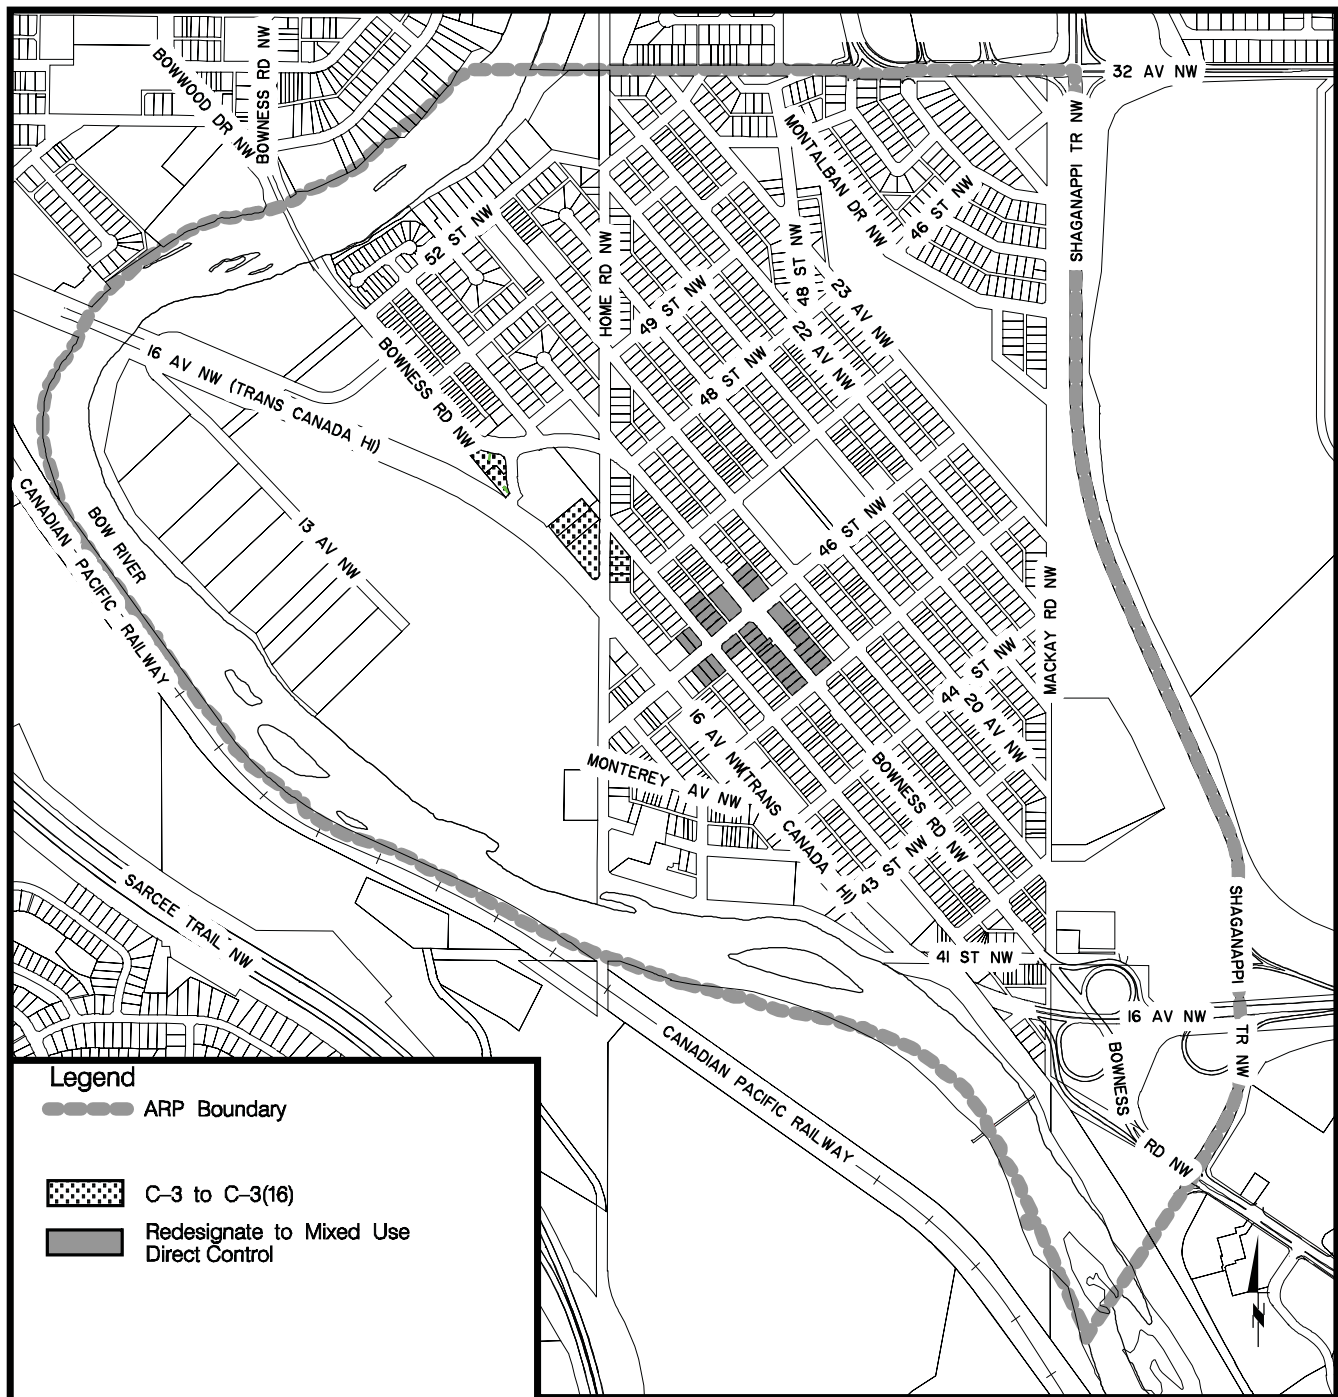 BOWWOOD DR NW
BOWNESS RD NW
32 AV NW
SHAGANAPPI TR NW
MONTALBAN DR NW
46 ST NW
52 ST NW
HOME RD NW
49 ST NW
48 ST NW
23 AV NW
22 AV NW
48 ST NW
16 AV NW (TRANS CANADA HI)
BOWNESS RD NW
CANADIAN PACIFIC RAILWAY
BOW RIVER
13 AV NW
46 ST NW
MACKAY RD NW
44 ST NW
20 AV NW
16 AV NW (TRANS CANADA HI)
MONTEREY AV NW
BOWNESS RD NW
43 ST NW
SARCEE TRAIL NW
41 ST NW
SHAGANAPPI TR NW
16 AV NW
BOWNESS RD NW
CANADIAN PACIFIC RAILWAY
N
Legend
ARP Boundary
C-3 to C-3(16)
Redesignate to Mixed Use
Direct Control